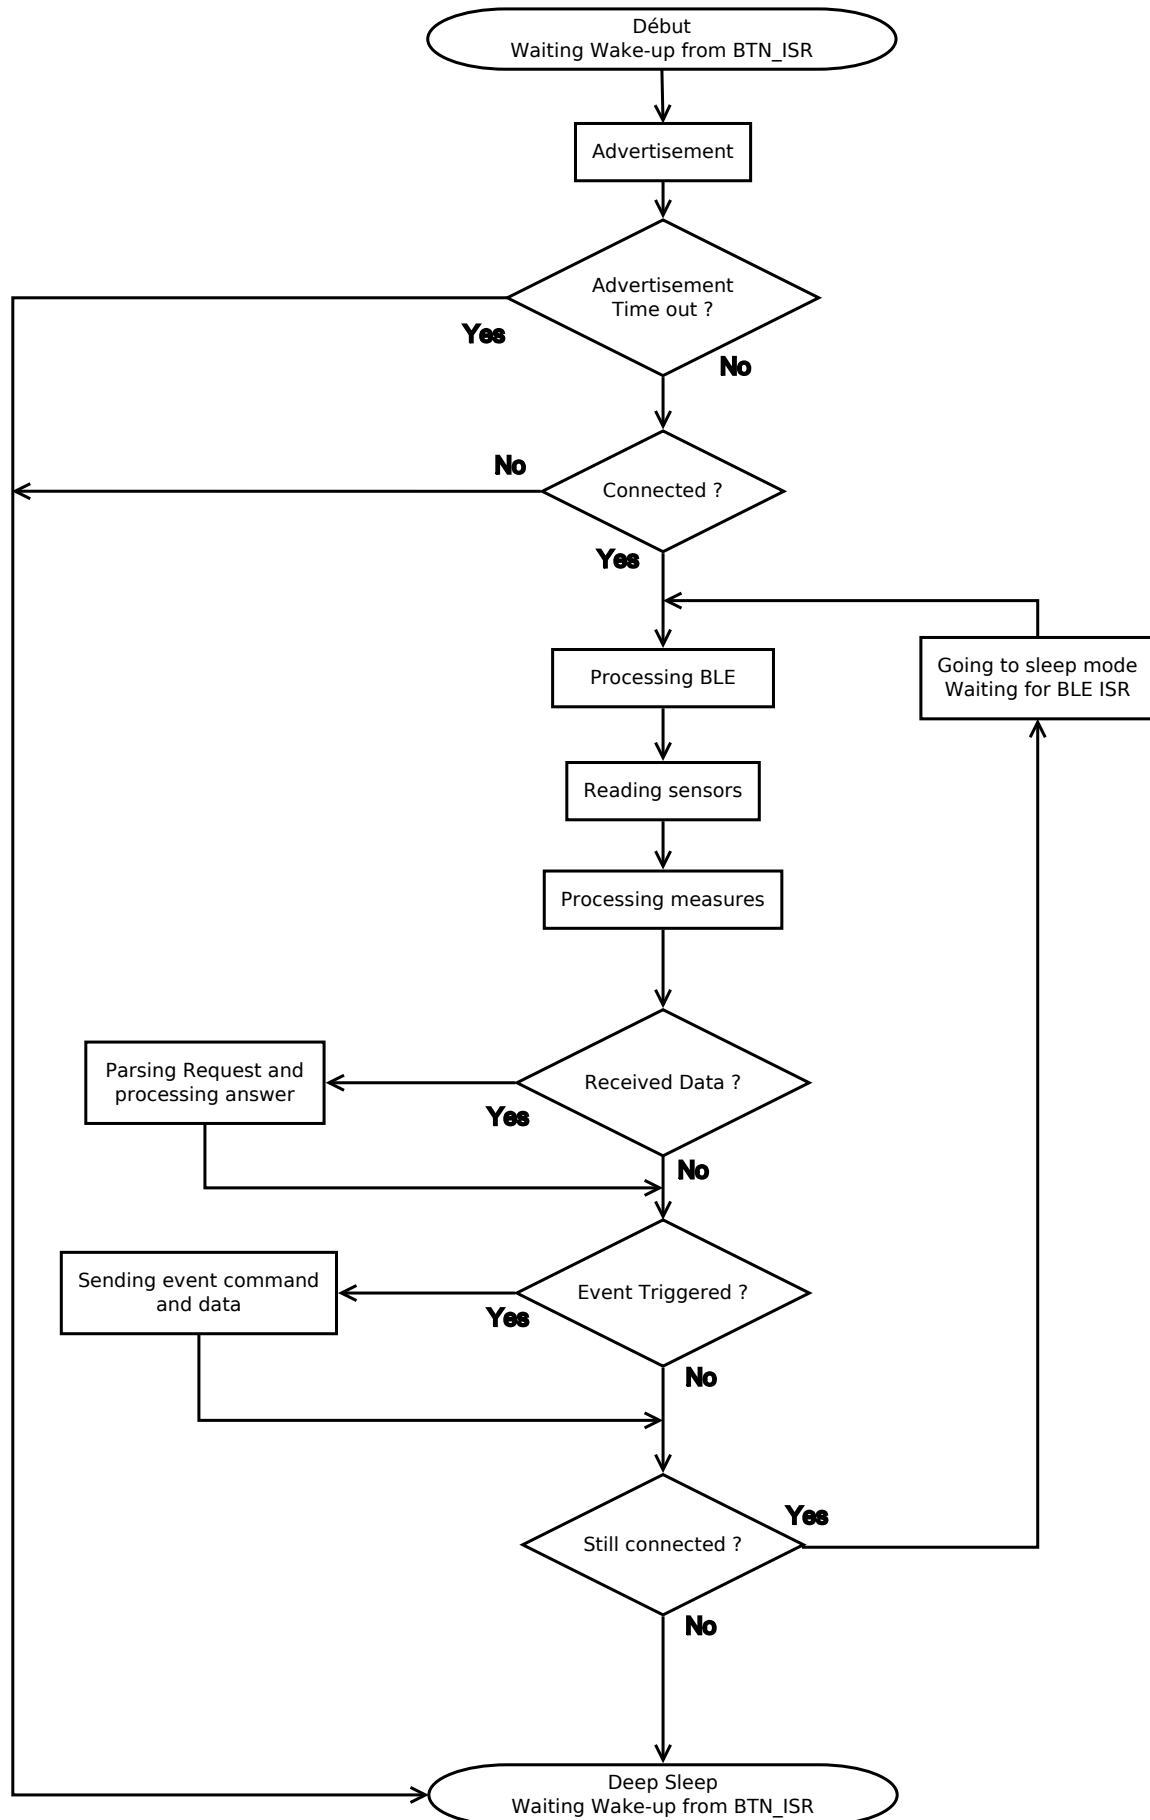 Début
Waiting Wake-up from BTN_ISR
Advertisement
Advertisement
Time out ?
Yes
No
No
Connected ?
Yes
Going to sleep mode
Waiting for BLE ISR
Processing BLE
Reading sensors
Processing measures
Parsing Request and
processing answer
Received Data ?
Yes
No
Sending event command
and data
Event Triggered ?
Yes
No
Yes
Still connected ?
No
Deep Sleep
Waiting Wake-up from BTN_ISR